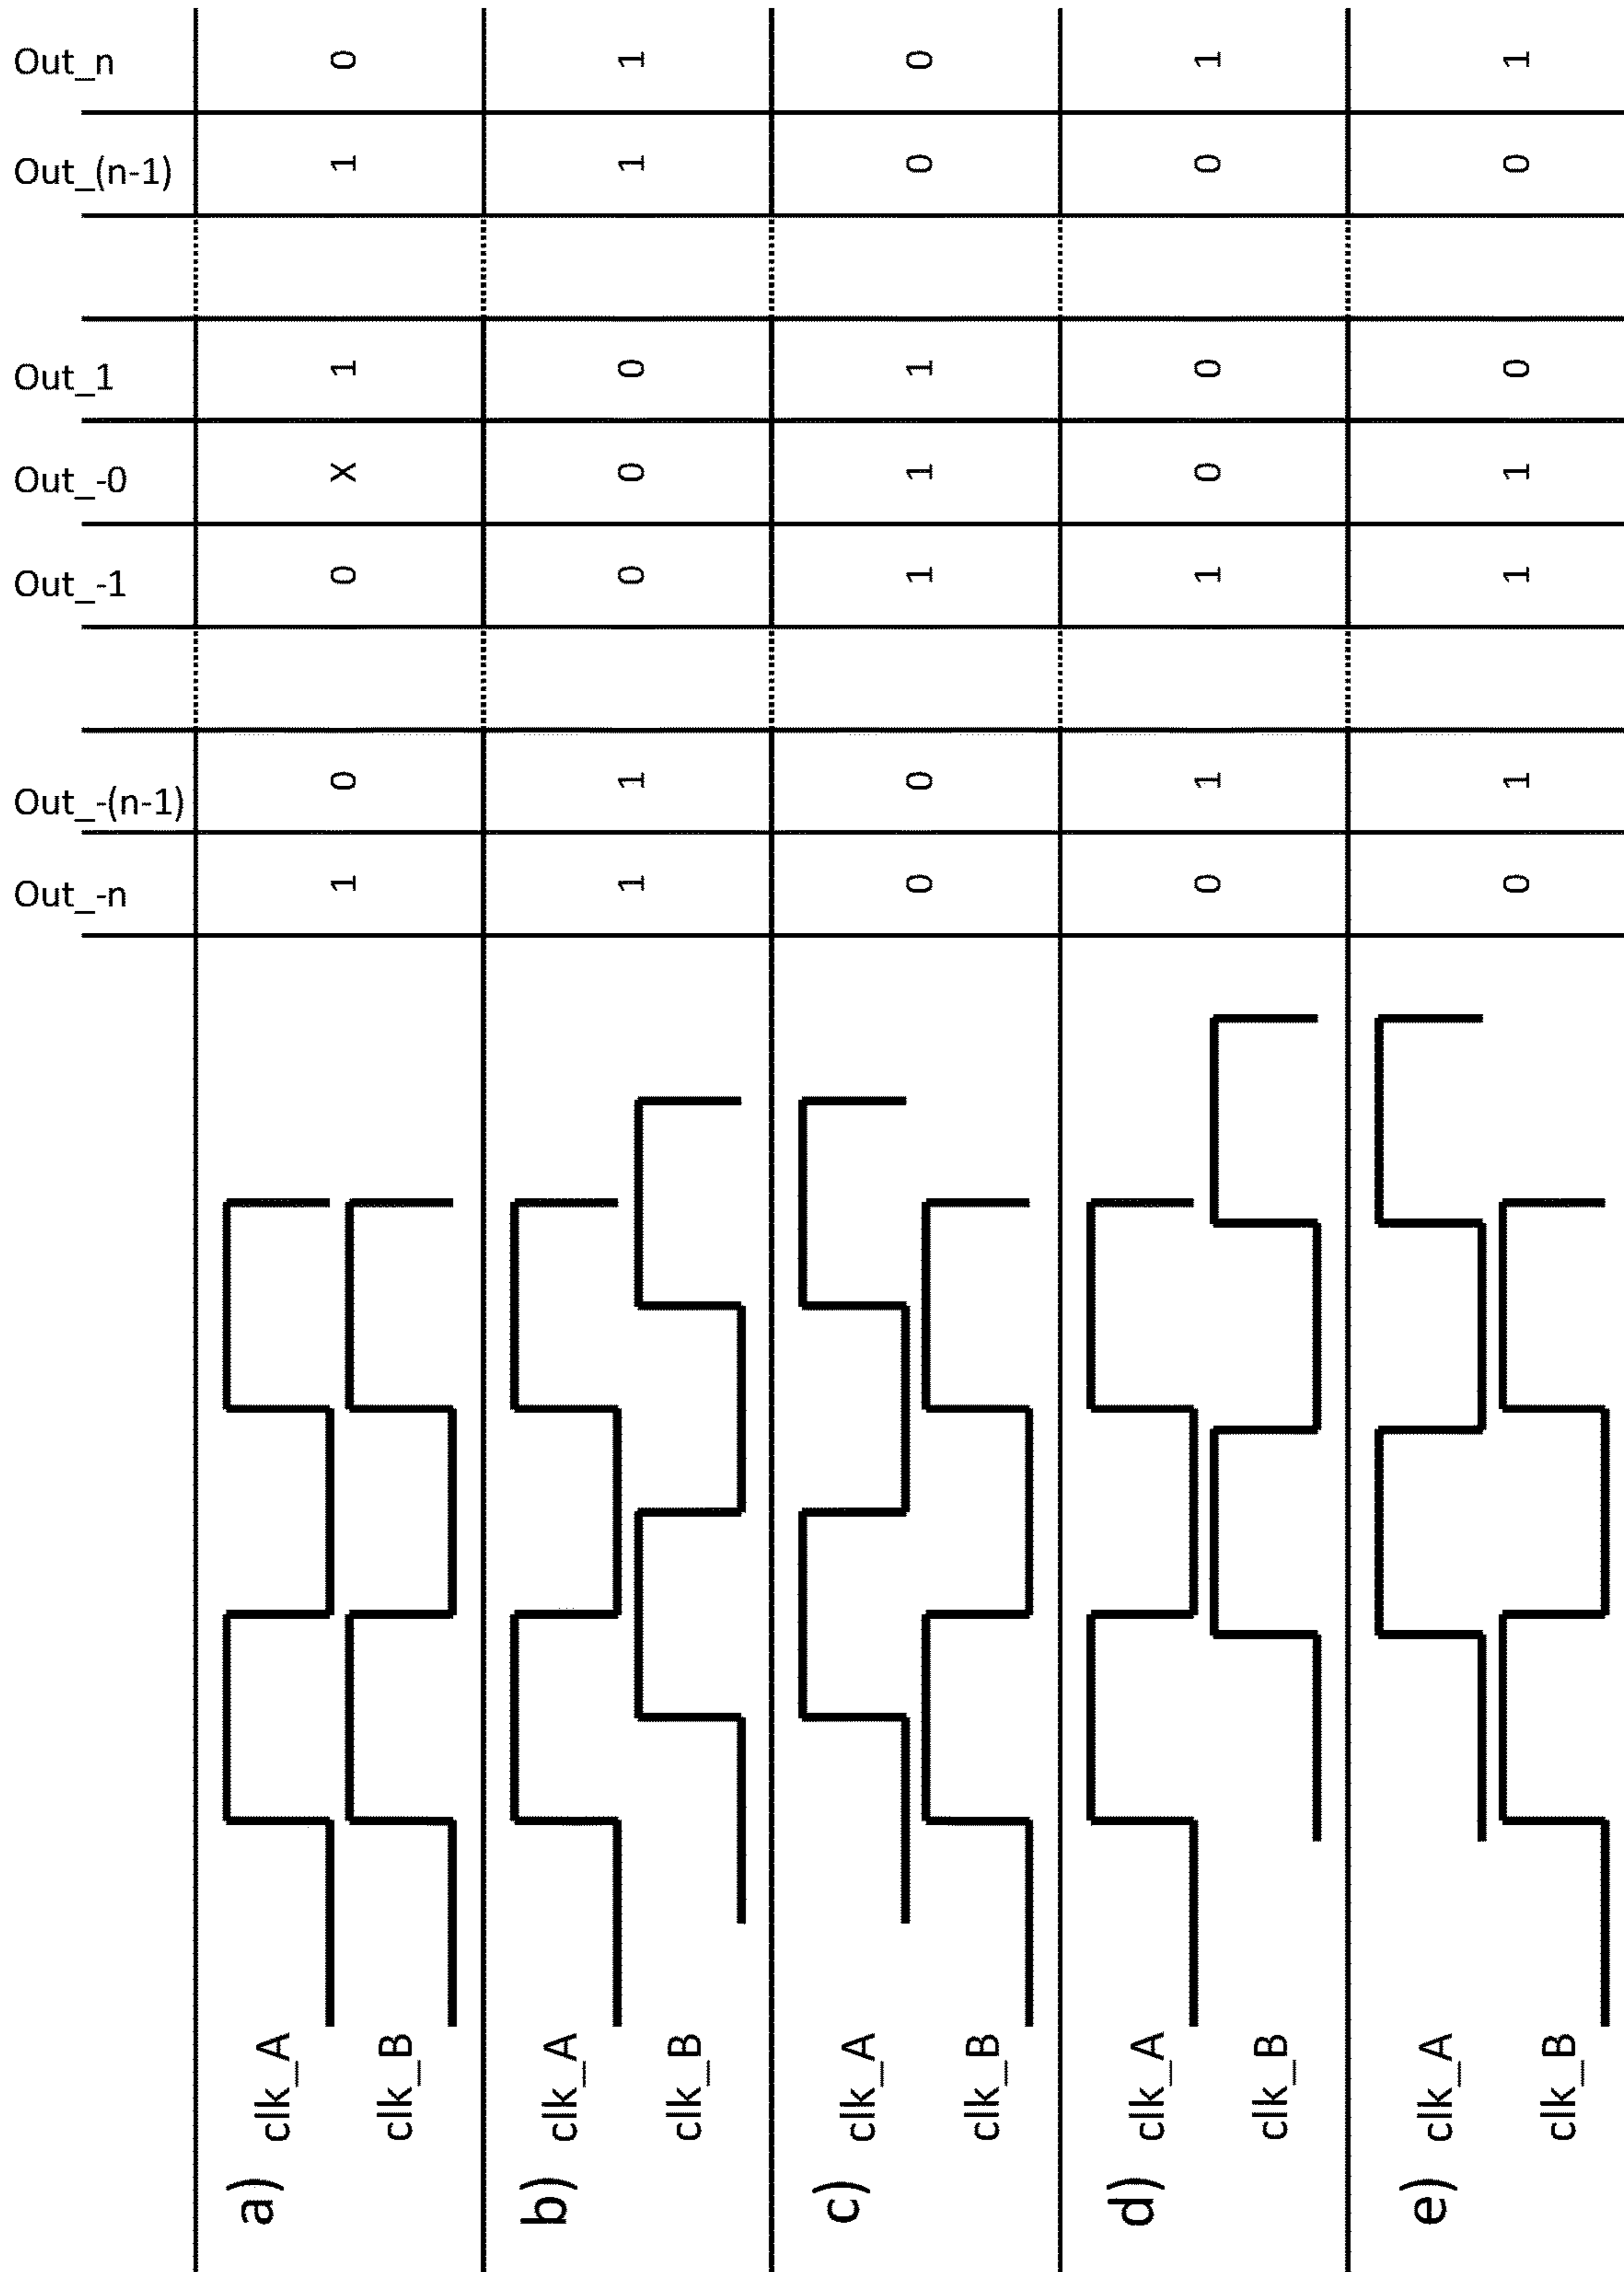 Out_n
Out_(n-1)
Out_1
Out_-0
Out_-1
Out_-(n-1)
Out_-n
a) clk_A
clk_B
1 0 0 X 1 1 0
b) clk_A
clk_B
1 1 0 0 0 1 1
c) clk_A
clk_B
0 0 1 1 1 0 0
d) clk_A
clk_B
0 1 1 0 0 0 1
e) clk_A
clk_B
0 1 1 1 0 0 1